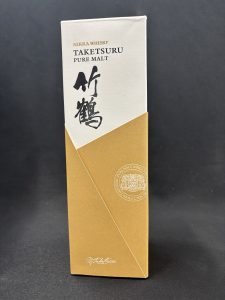 NIKKA WHISKY
TAKETSURU
PURE MALT
竹
鶴